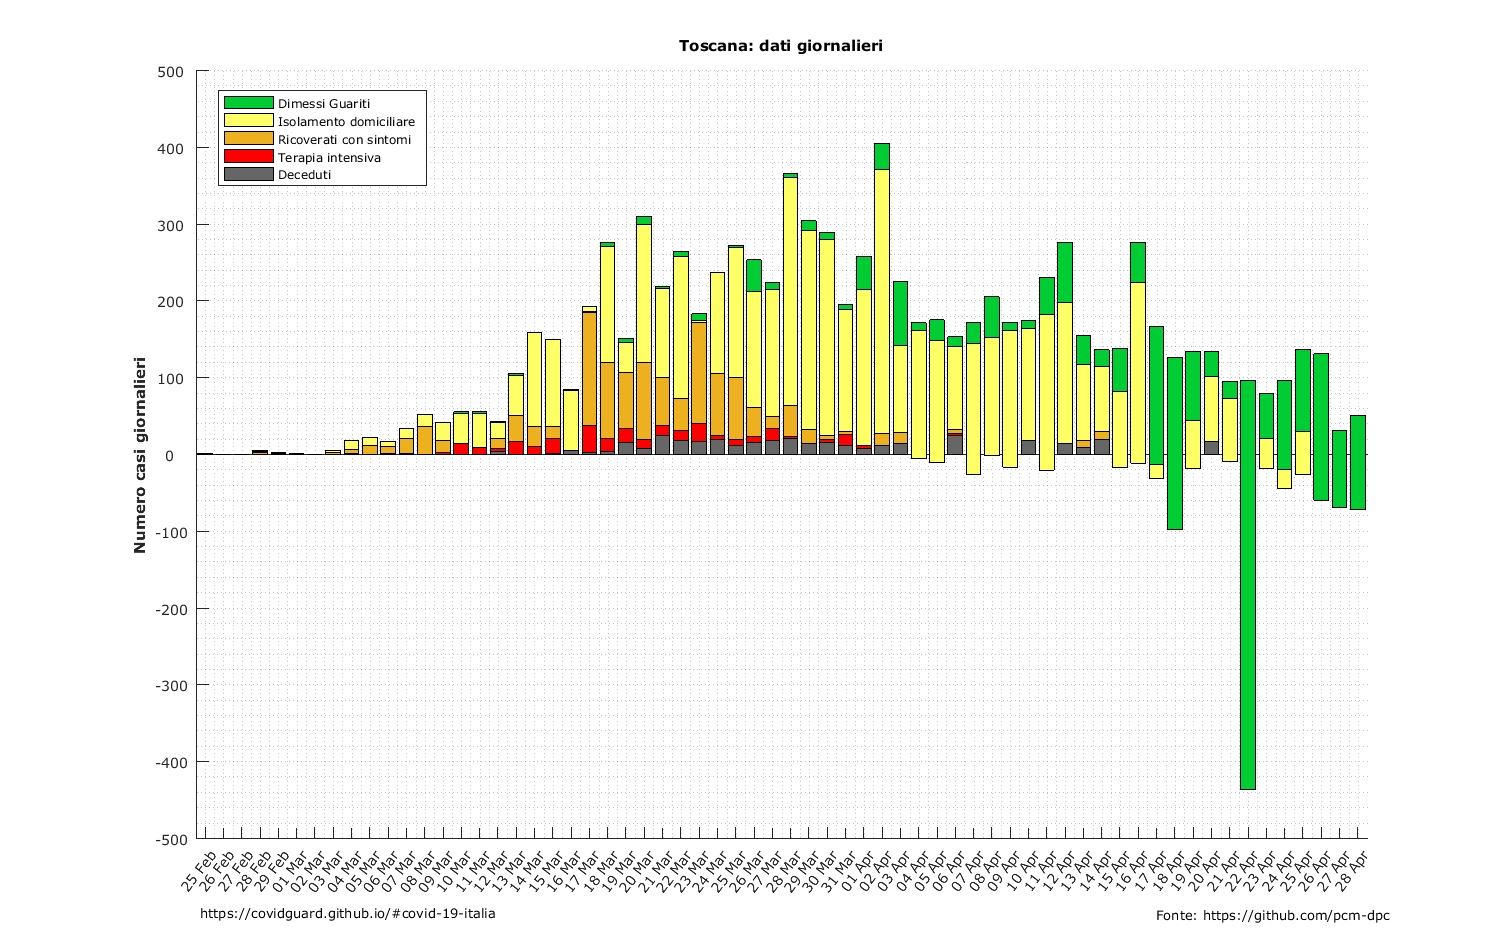 Toscana: dati giornalieri
Dimessi Guariti
Isolamento domiciliare
Ricoverati con sintomi
Terapia intensiva
Deceduti
Numero casi giornalieri
500
400
300
200
100
0
-100
-200
-300
-400
-500
25 Feb
26 Feb
27 Feb
28 Feb
29 Feb
01 Mar
02 Mar
03 Mar
04 Mar
05 Mar
06 Mar
07 Mar
08 Mar
09 Mar
10 Mar
11 Mar
12 Mar
13 Mar
14 Mar
15 Mar
16 Mar
17 Mar
18 Mar
19 Mar
20 Mar
21 Mar
22 Mar
23 Mar
24 Mar
25 Mar
26 Mar
27 Mar
28 Mar
29 Mar
30 Mar
31 Mar
01 Apr
02 Apr
03 Apr
04 Apr
05 Apr
06 Apr
07 Apr
08 Apr
09 Apr
10 Apr
11 Apr
12 Apr
13 Apr
14 Apr
15 Apr
16 Apr
17 Apr
18 Apr
19 Apr
20 Apr
21 Apr
22 Apr
23 Apr
24 Apr
25 Apr
26 Apr
27 Apr
28 Apr
https://covidguard.github.io/#covid-19-italia
Fonte: https://github.com/pcm-dpc